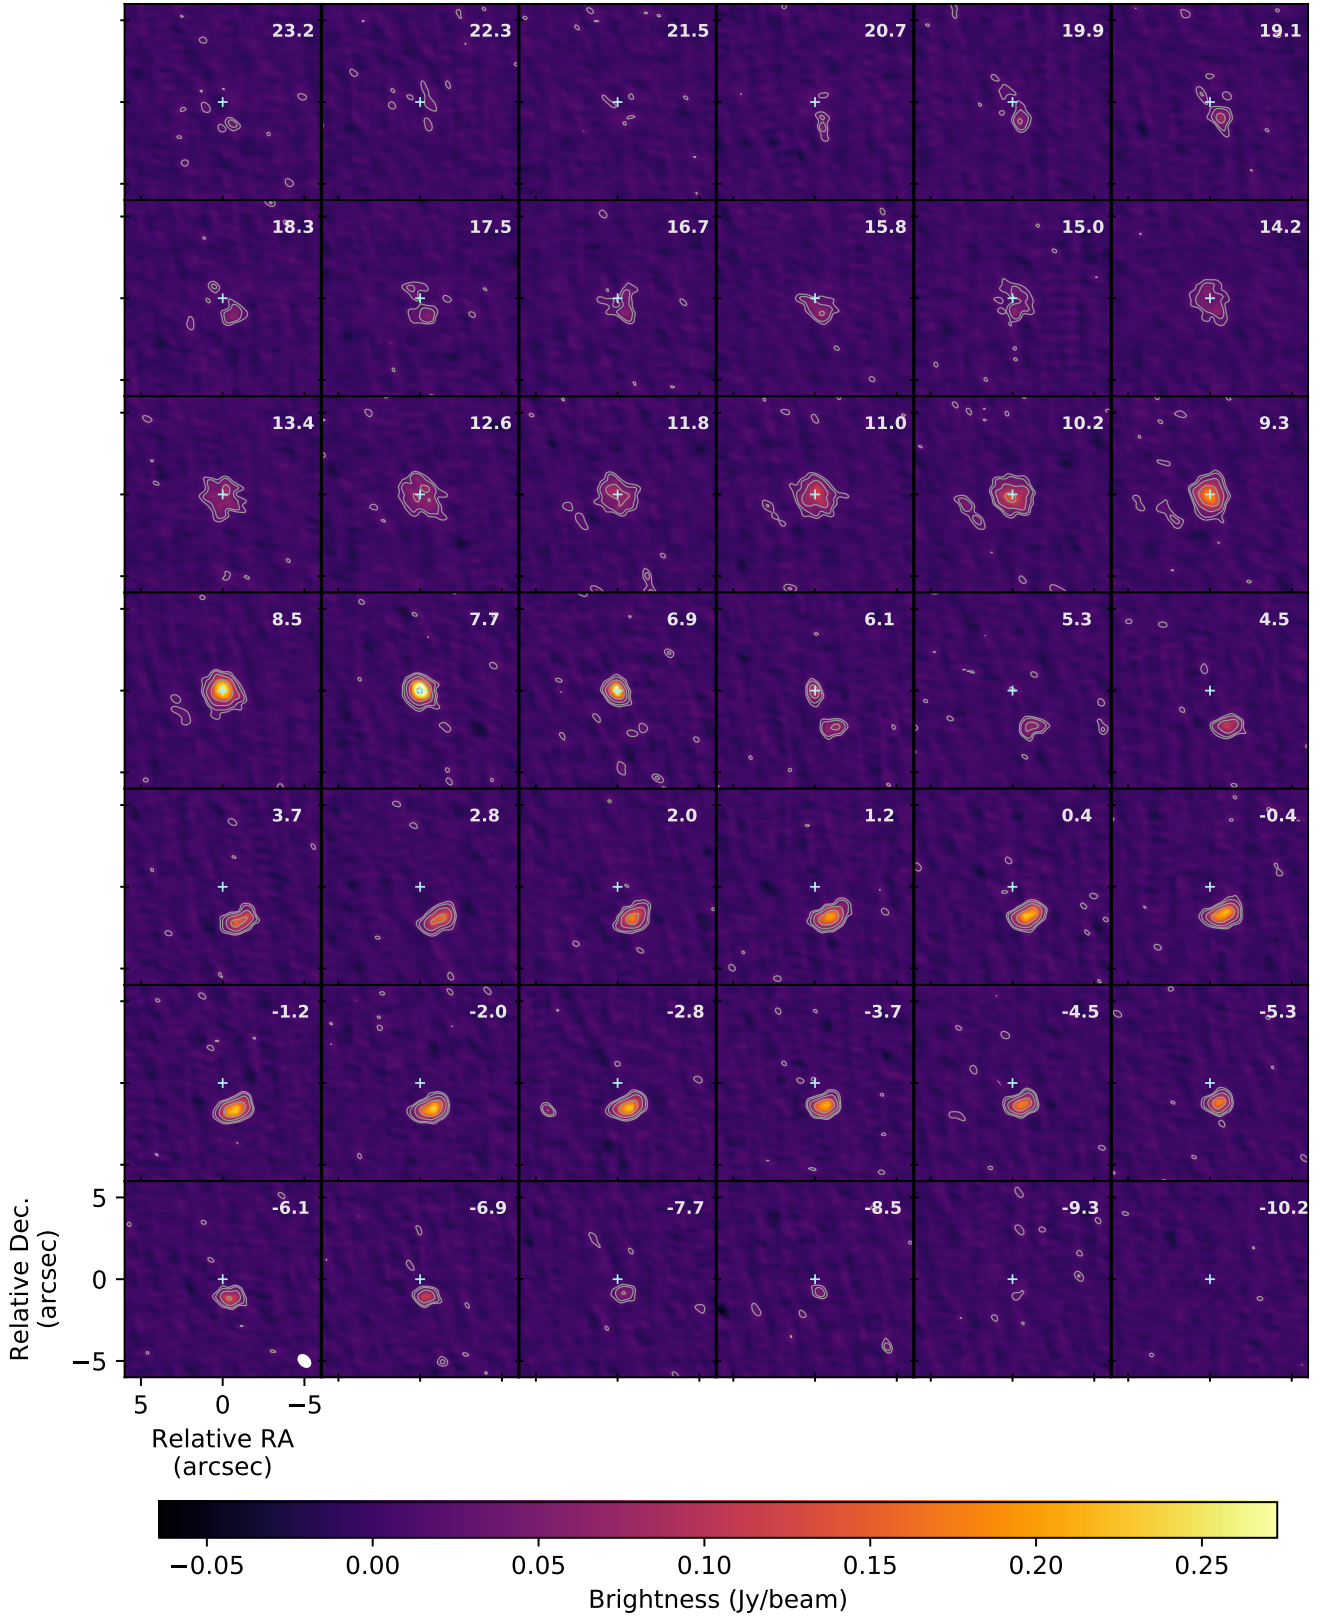 23.2 22.3 21.5 20.7 19.9 19.1
18.3 17.5 16.7 15.8 15.0 14.2
13.4 12.6 11.8 11.0 10.2 9.3
8.5 7.7 6.9 6.1 5.3 4.5
3.7 2.8 2.0 1.2 0.4 -0.4
-1.2 -2.0 -2.8 -3.7 -4.5 -5.3
-6.1 -6.9 -7.7 -8.5 -9.3 -10.2
5
0
−5
Relative Dec.
(arcsec)
5 0 −5
Relative RA
(arcsec)
−0.05 0.00 0.05 0.10 0.15 0.20 0.25
Brightness (Jy/beam)